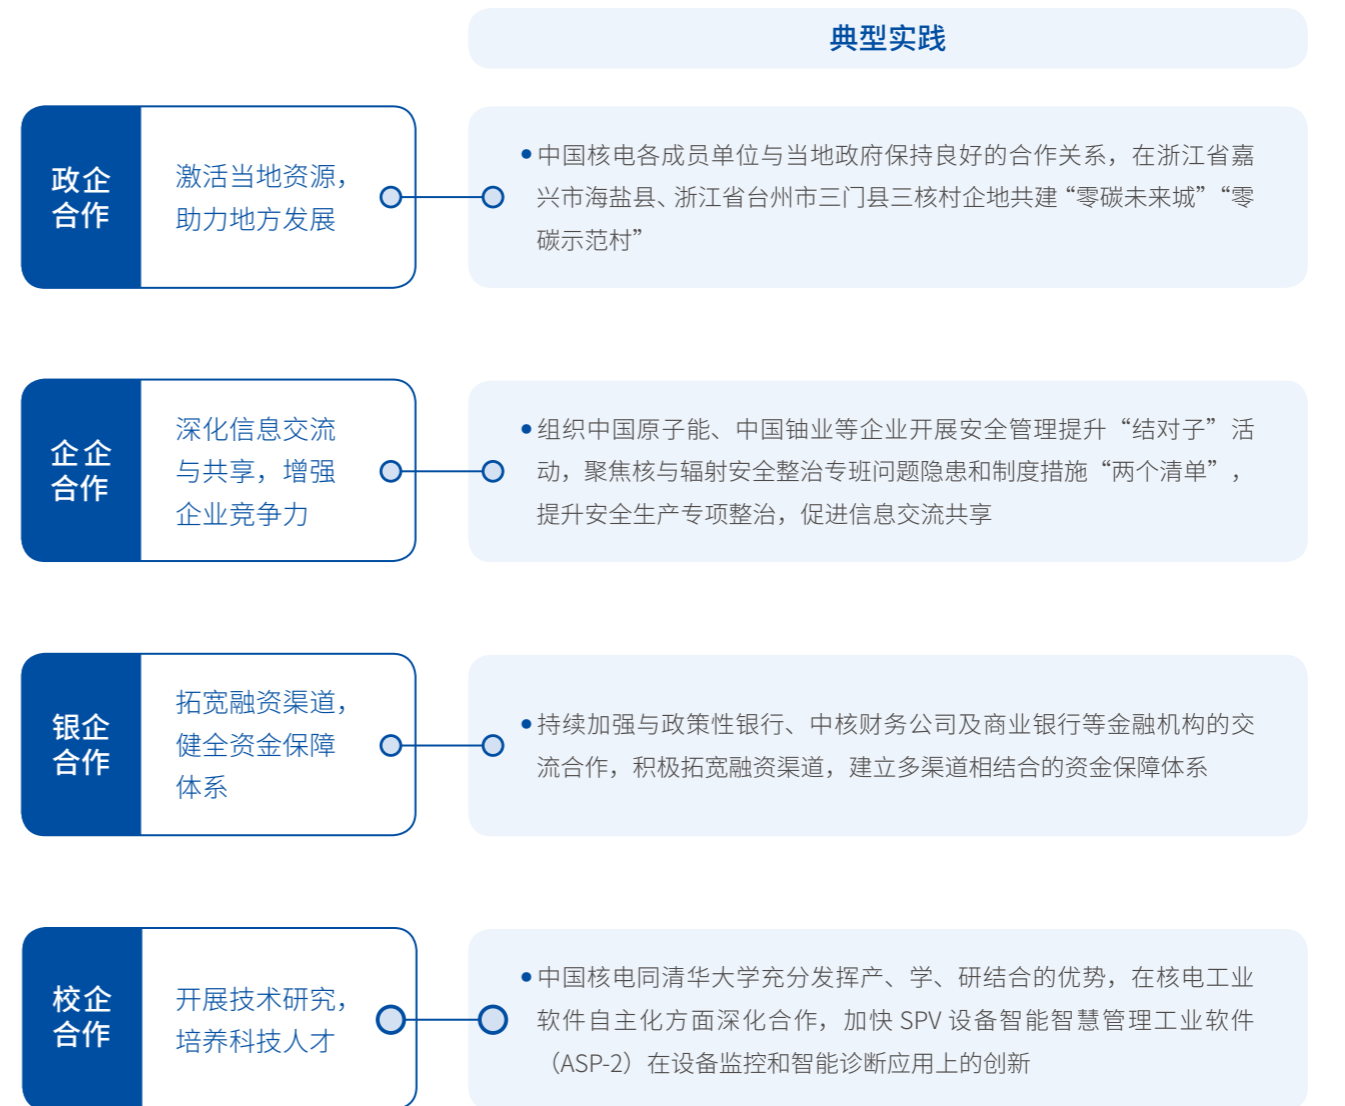 典型实践
政企
合作
激活当地资源，
助力地方发展
●中国核电各成员单位与当地政府保持良好的合作关系，在浙江省嘉
兴市海盐县、浙江省台州市三门县三核村企地共建“零碳未来城”“零
碳示范村”
企企
合作
深化信息交流
与共享，增强
企业竞争力
●组织中国原子能、中国铀业等企业开展安全管理提升“结对子”活
动，聚焦核与辐射安全整治专班问题隐患和制度措施“两个清单”，
提升安全生产专项整治，促进信息交流共享
银企
合作
拓宽融资渠道，
健全资金保障
体系
●持续加强与政策性银行、中核财务公司及商业银行等金融机构的交
流合作，积极拓宽融资渠道，建立多渠道相结合的资金保障体系
校企
合作
开展技术研究，
培养科技人才
●中国核电同清华大学充分发挥产、学、研结合的优势，在核电工业
软件自主化方面深化合作，加快 SPV 设备智能智慧管理工业软件
（ASP-2）在设备监控和智能诊断应用上的创新